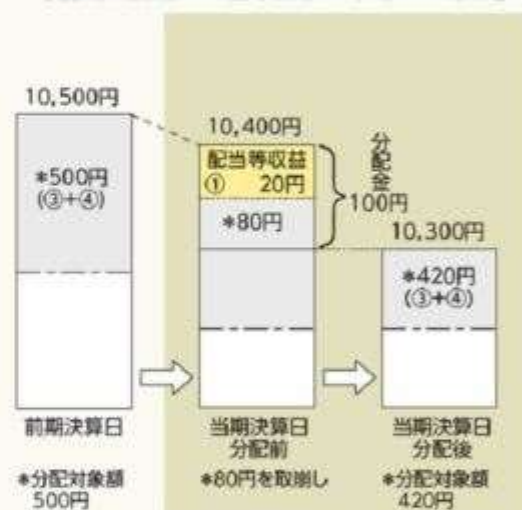 10,500円
*500円
(③+④)
前期決算日
*分配対象額
500円
10,400円
配当等収益
① 20円
*80円
分配金
100円
当期決算日
分配前
*80円を取崩し
10,300円
*420円
(③+④)
当期決算日
分配後
*分配対象額
420円